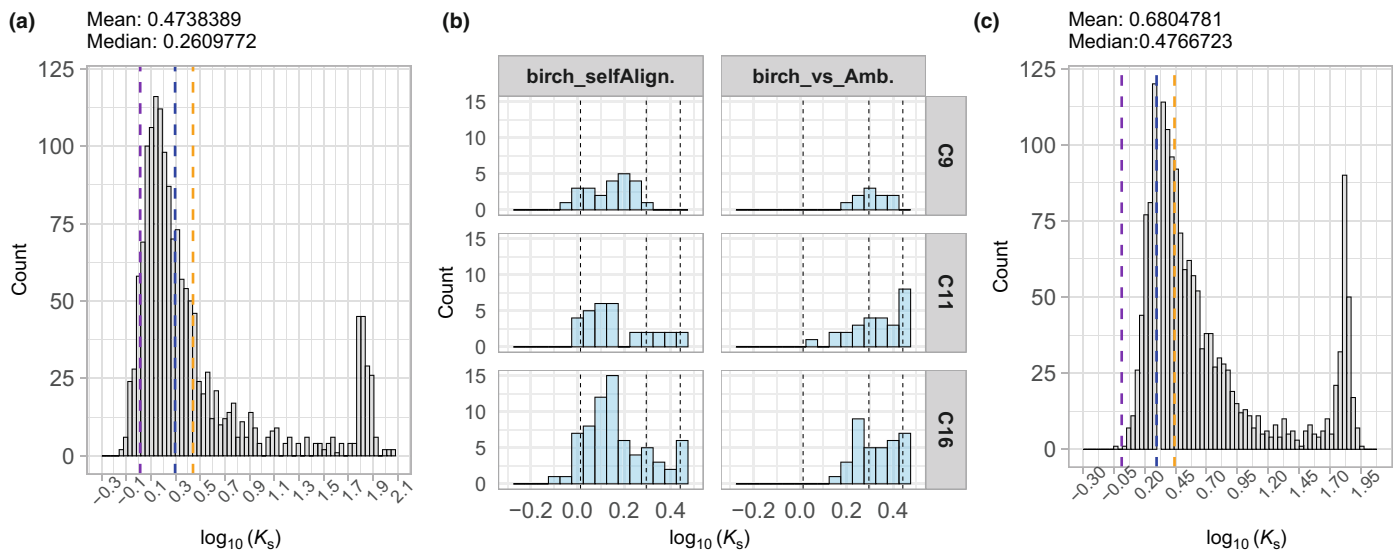 (a)
Mean: 0.4738389
Median: 0.2609772
125
100
75
50
25
0
Count
−0.3
−0.1
0.1
0.3
0.5
0.7
0.9
1.1
1.3
1.5
1.7
1.9
2.1
log10 (Ks)
(b)
birch_selfAlign.
birch_vs_Amb.
15
10
5
0
C9
15
10
5
0
C11
15
10
5
0
C16
Count
Count
−0.2
0.0
0.2
0.4
−0.2
0.0
0.2
0.4
log10 (Ks)
(c)
Mean: 0.6804781
Median:0.4766723
125
100
75
50
25
0
Count
−0.30
−0.05
0.20
0.45
0.70
0.95
1.20
1.45
1.70
1.95
log10 (Ks)